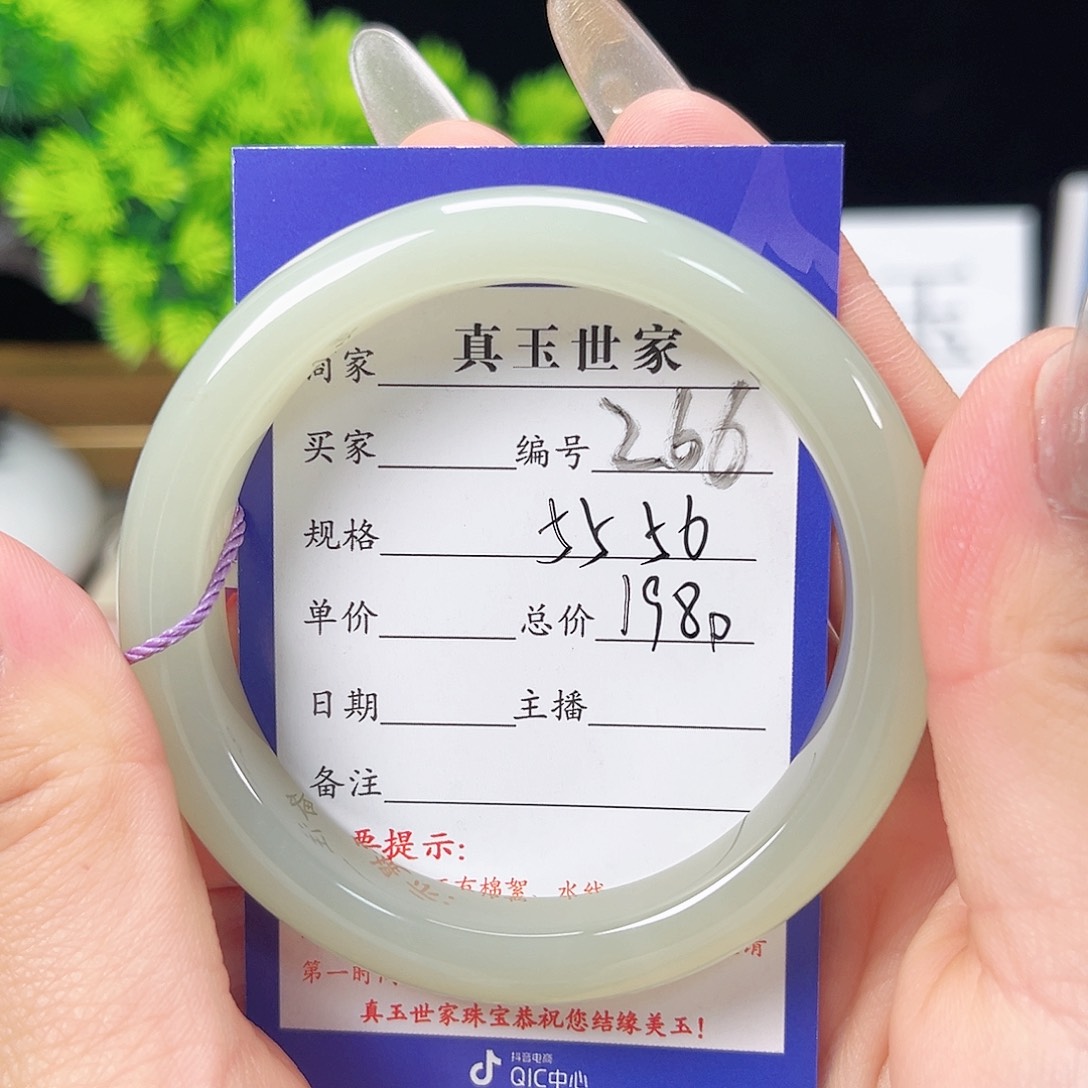 商家 真玉世家
买家 编号 266
规格 55 56
单价 总价 1980
日期 主播
备注
要提示:
有棉絮、水线
第一时
真玉世家珠宝恭祝您结缘美玉!
抖音电商
QIC中心
玉